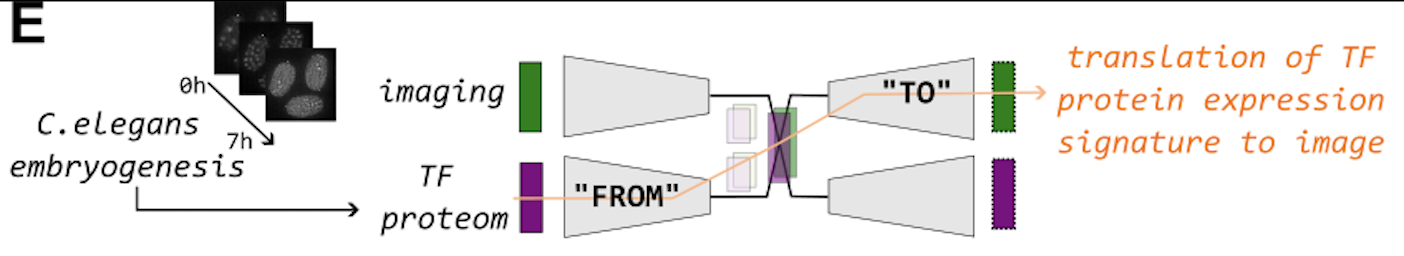 E
0h
7h
C.elegans
embryogenesis
imaging
TF
proteom
"FROM"
"TO"
translation of TF
protein expression
signature to image